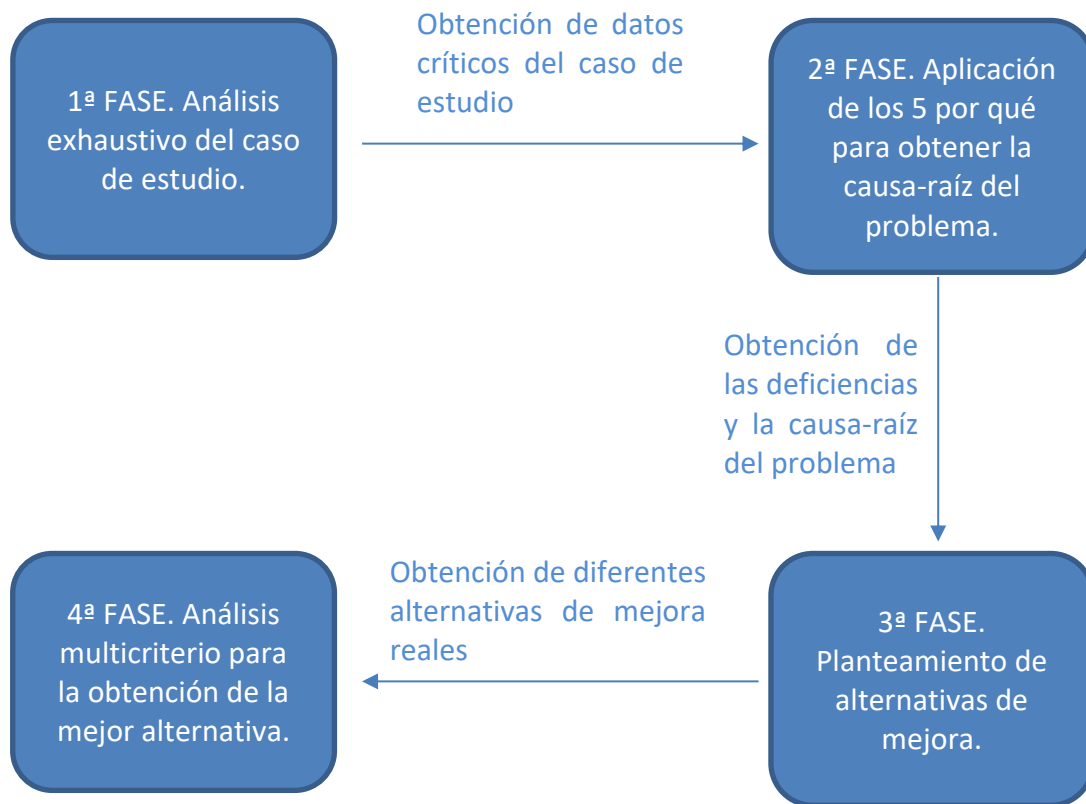 1ª FASE. Análisis
exhaustivo del caso
de estudio.
Obtención de datos
críticos del caso de
estudio
2ª FASE. Aplicación
de los 5 por qué
para obtener la
causa-raíz del
problema.
Obtención de
las deficiencias
y la causa-raíz
del problema
3ª FASE.
Planteamiento de
alternativas de
mejora.
Obtención de diferentes
alternativas de mejora
reales
4ª FASE. Análisis
multicriterio para
la obtención de la
mejor alternativa.